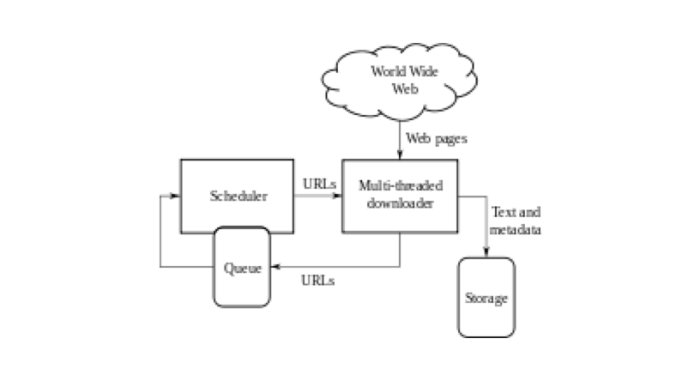 World Wide
Web
Web pages
Scheduler
URLs
Multi-threaded
downloader
Text and
metadata
Queue
URLs
Storage